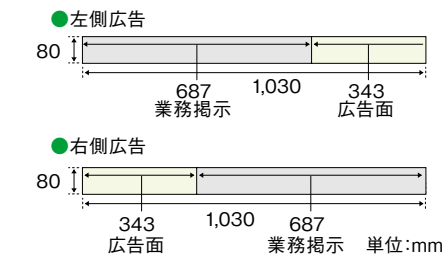 ●左側広告
80
687 1,030 343
業務掲示 広告面
●右側広告
80
343 1,030 687
広告面 業務掲示 単位:mm